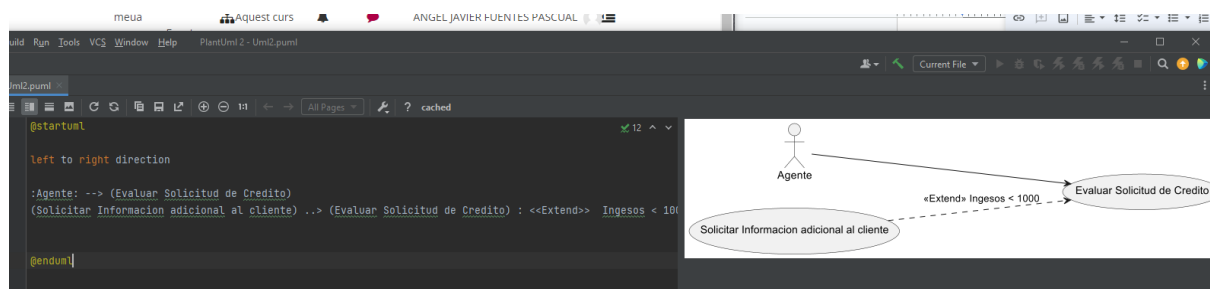 meua
Aquest curs
ANGEL JAVIER FUENTES PASCUAL
uild Run Tools VCS Window Help PlantUml 2 - Uml2.puml
Current File
Uml2.puml
1:1 All Pages ? cached
@startuml
12
left to right direction
:Agente: --> (Evaluar Solicitud de Credito)
(Solicitar Informacion adicional al cliente) ..> (Evaluar Solicitud de Credito) : <<Extend>> Ingesos < 100
@enduml
Agente
Evaluar Solicitud de Credito
«Extend» Ingesos < 1000
Solicitar Informacion adicional al cliente